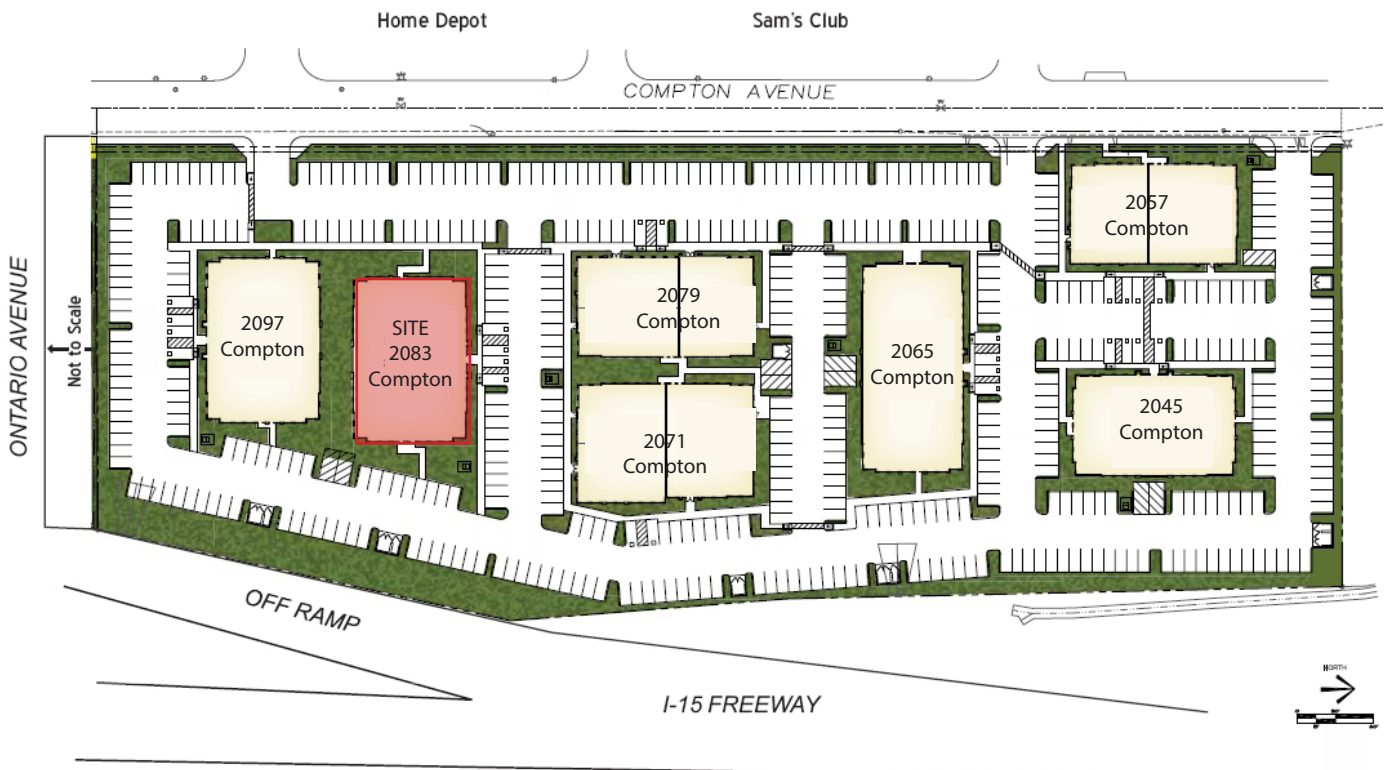 Home Depot
Sam's Club
COMPTON AVENUE
ONTARIO AVENUE
Not to Scale
2097
Compton
SITE
2083
Compton
2079
Compton
2071
Compton
2065
Compton
2057
Compton
2045
Compton
OFF RAMP
I-15 FREEWAY
NORTH